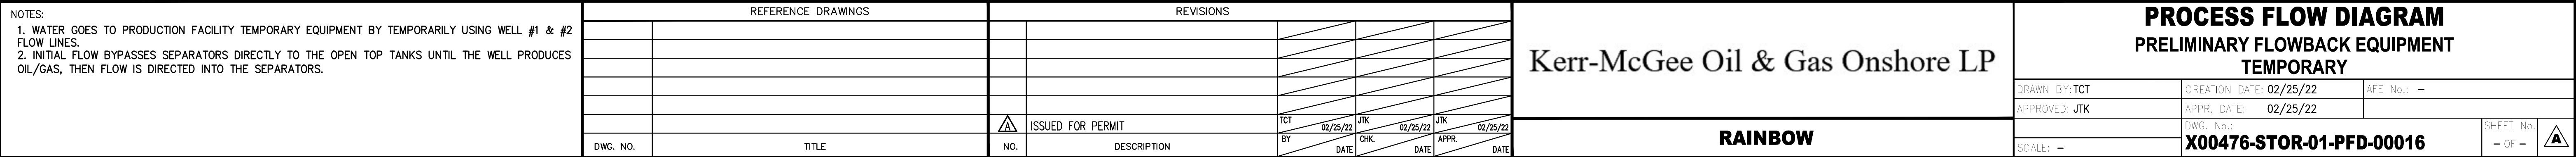 NOTES:
1. WATER GOES TO PRODUCTION FACILITY TEMPORARY EQUIPMENT BY TEMPORARILY USING WELL #1 & #2
FLOW LINES.
2. INITIAL FLOW BYPASSES SEPARATORS DIRECTLY TO THE OPEN TOP TANKS UNTIL THE WELL PRODUCES
OIL/GAS, THEN FLOW IS DIRECTED INTO THE SEPARATORS.
REFERENCE DRAWINGS
DWG. NO. TITLE
REVISIONS
A ISSUED FOR PERMIT TCT 02/25/22 JTK 02/25/22 JTK 02/25/22
NO. DESCRIPTION BY DATE CHK. DATE APPR. DATE
Kerr-McGee Oil & Gas Onshore LP
RAINBOW
PROCESS FLOW DIAGRAM
PRELIMINARY FLOWBACK EQUIPMENT
TEMPORARY
DRAWN BY: TCT CREATION DATE: 02/25/22 AFE No.: –
APPROVED: JTK APPR. DATE: 02/25/22
DWG. No.: SHEET No.
SCALE: – X00476-STOR-01-PFD-00016 – OF – A